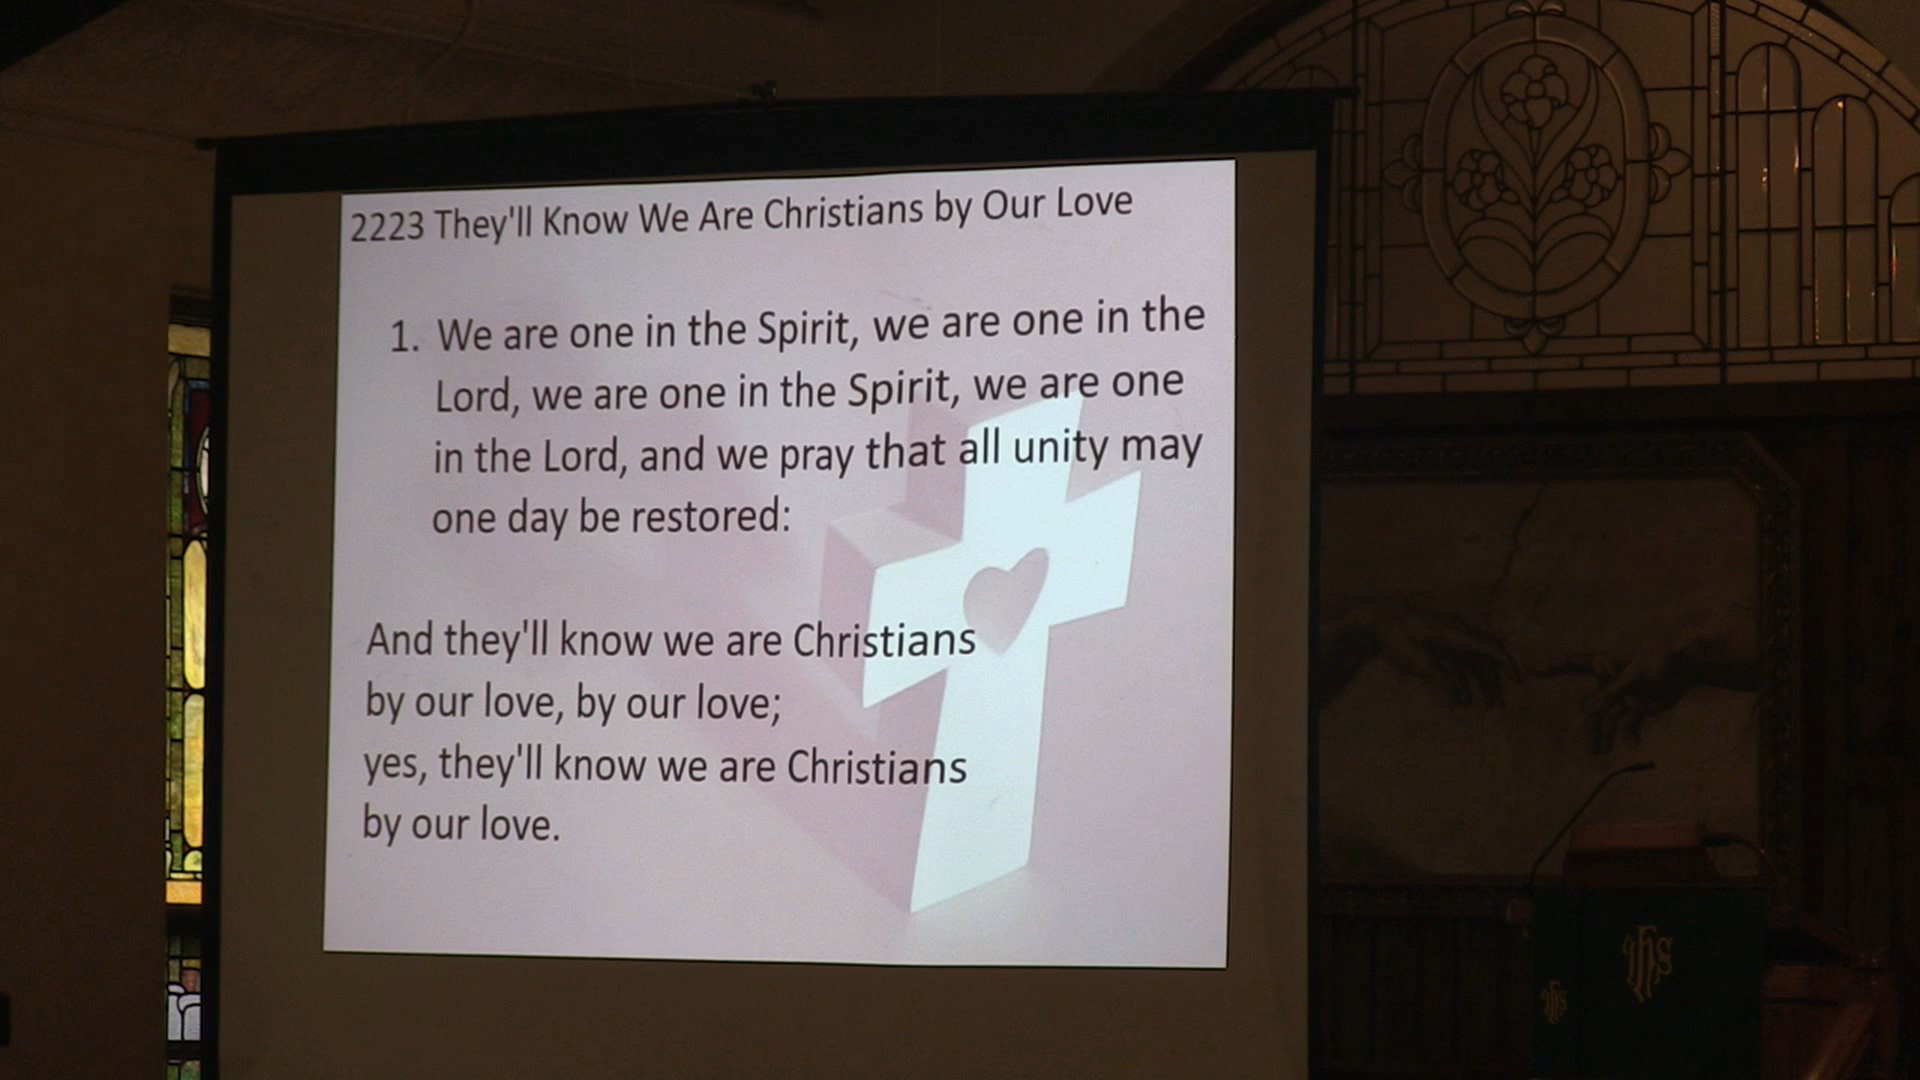 2223 They'll Know We Are Christians by Our Love
1. We are one in the Spirit, we are one in the
Lord, we are one in the Spirit, we are one
in the Lord, and we pray that all unity may
one day be restored:
And they'll know we are Christians
by our love, by our love;
yes, they'll know we are Christians
by our love.
IHS
IHS